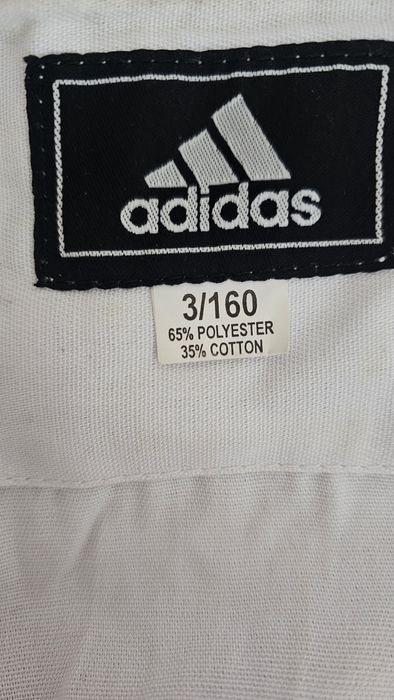 adidas
3/160
65% POLYESTER
35% COTTON